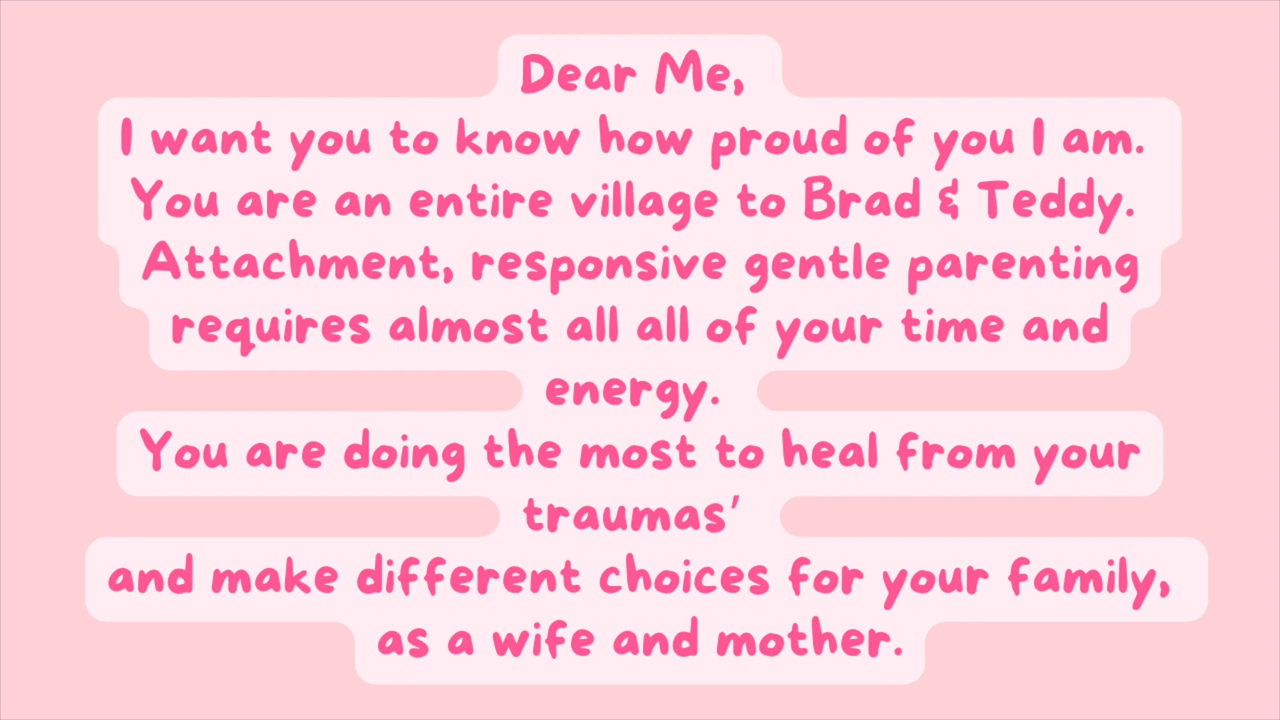 Dear Me,
I want you to know how proud of you I am.
You are an entire village to Brad & Teddy.
Attachment, responsive gentle parenting
requires almost all all of your time and
energy.
You are doing the most to heal from your
traumas'
and make different choices for your family,
as a wife and mother.